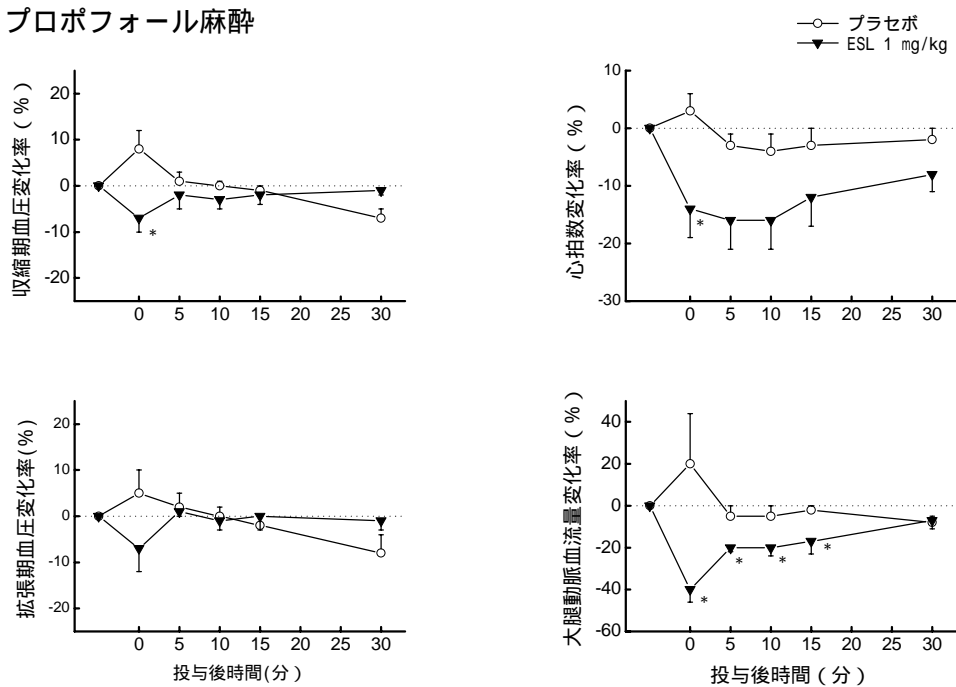 プロポフォール麻酔
プラセボ
ESL 1 mg/kg
収縮期血圧変化率（%）
20
10
0
-10
-20
*
0 5 10 15 20 25 30
心拍数変化率（%）
10
0
-10
-20
-30
*
0 5 10 15 20 25 30
拡張期血圧変化率(%)
20
10
0
-10
-20
0 5 10 15 20 25 30
投与後時間(分)
大腿動脈血流量変化率（%）
40
20
0
-20
-40
-60
* * * *
0 5 10 15 20 25 30
投与後時間（分）